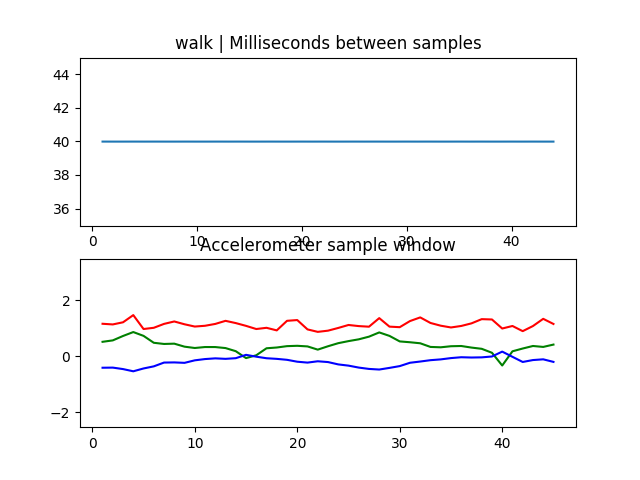 walk | Milliseconds between samples
44
42
40
38
36
0 10 20 30 40
Accelerometer sample window
2
0
−2
0 10 20 30 40